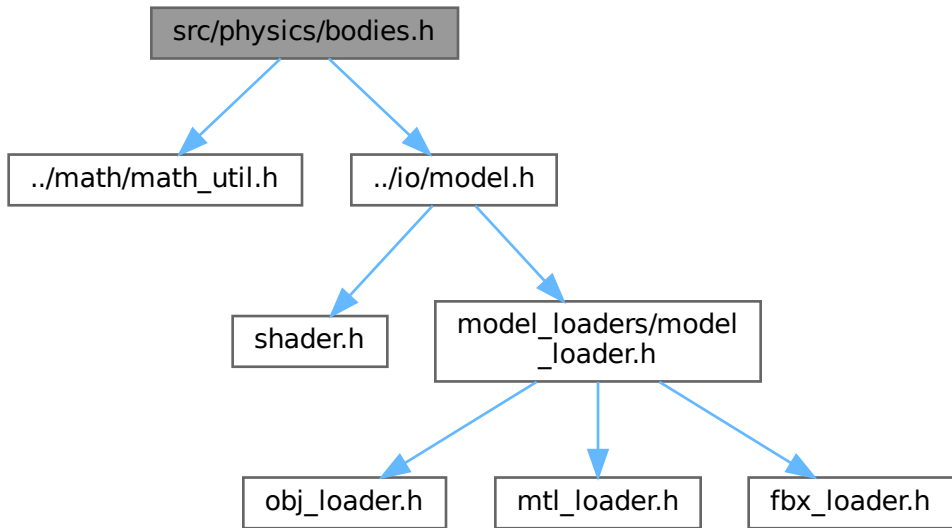 src/physics/bodies.h
../math/math_util.h
../io/model.h
shader.h
model_loaders/model
_loader.h
obj_loader.h
mtl_loader.h
fbx_loader.h